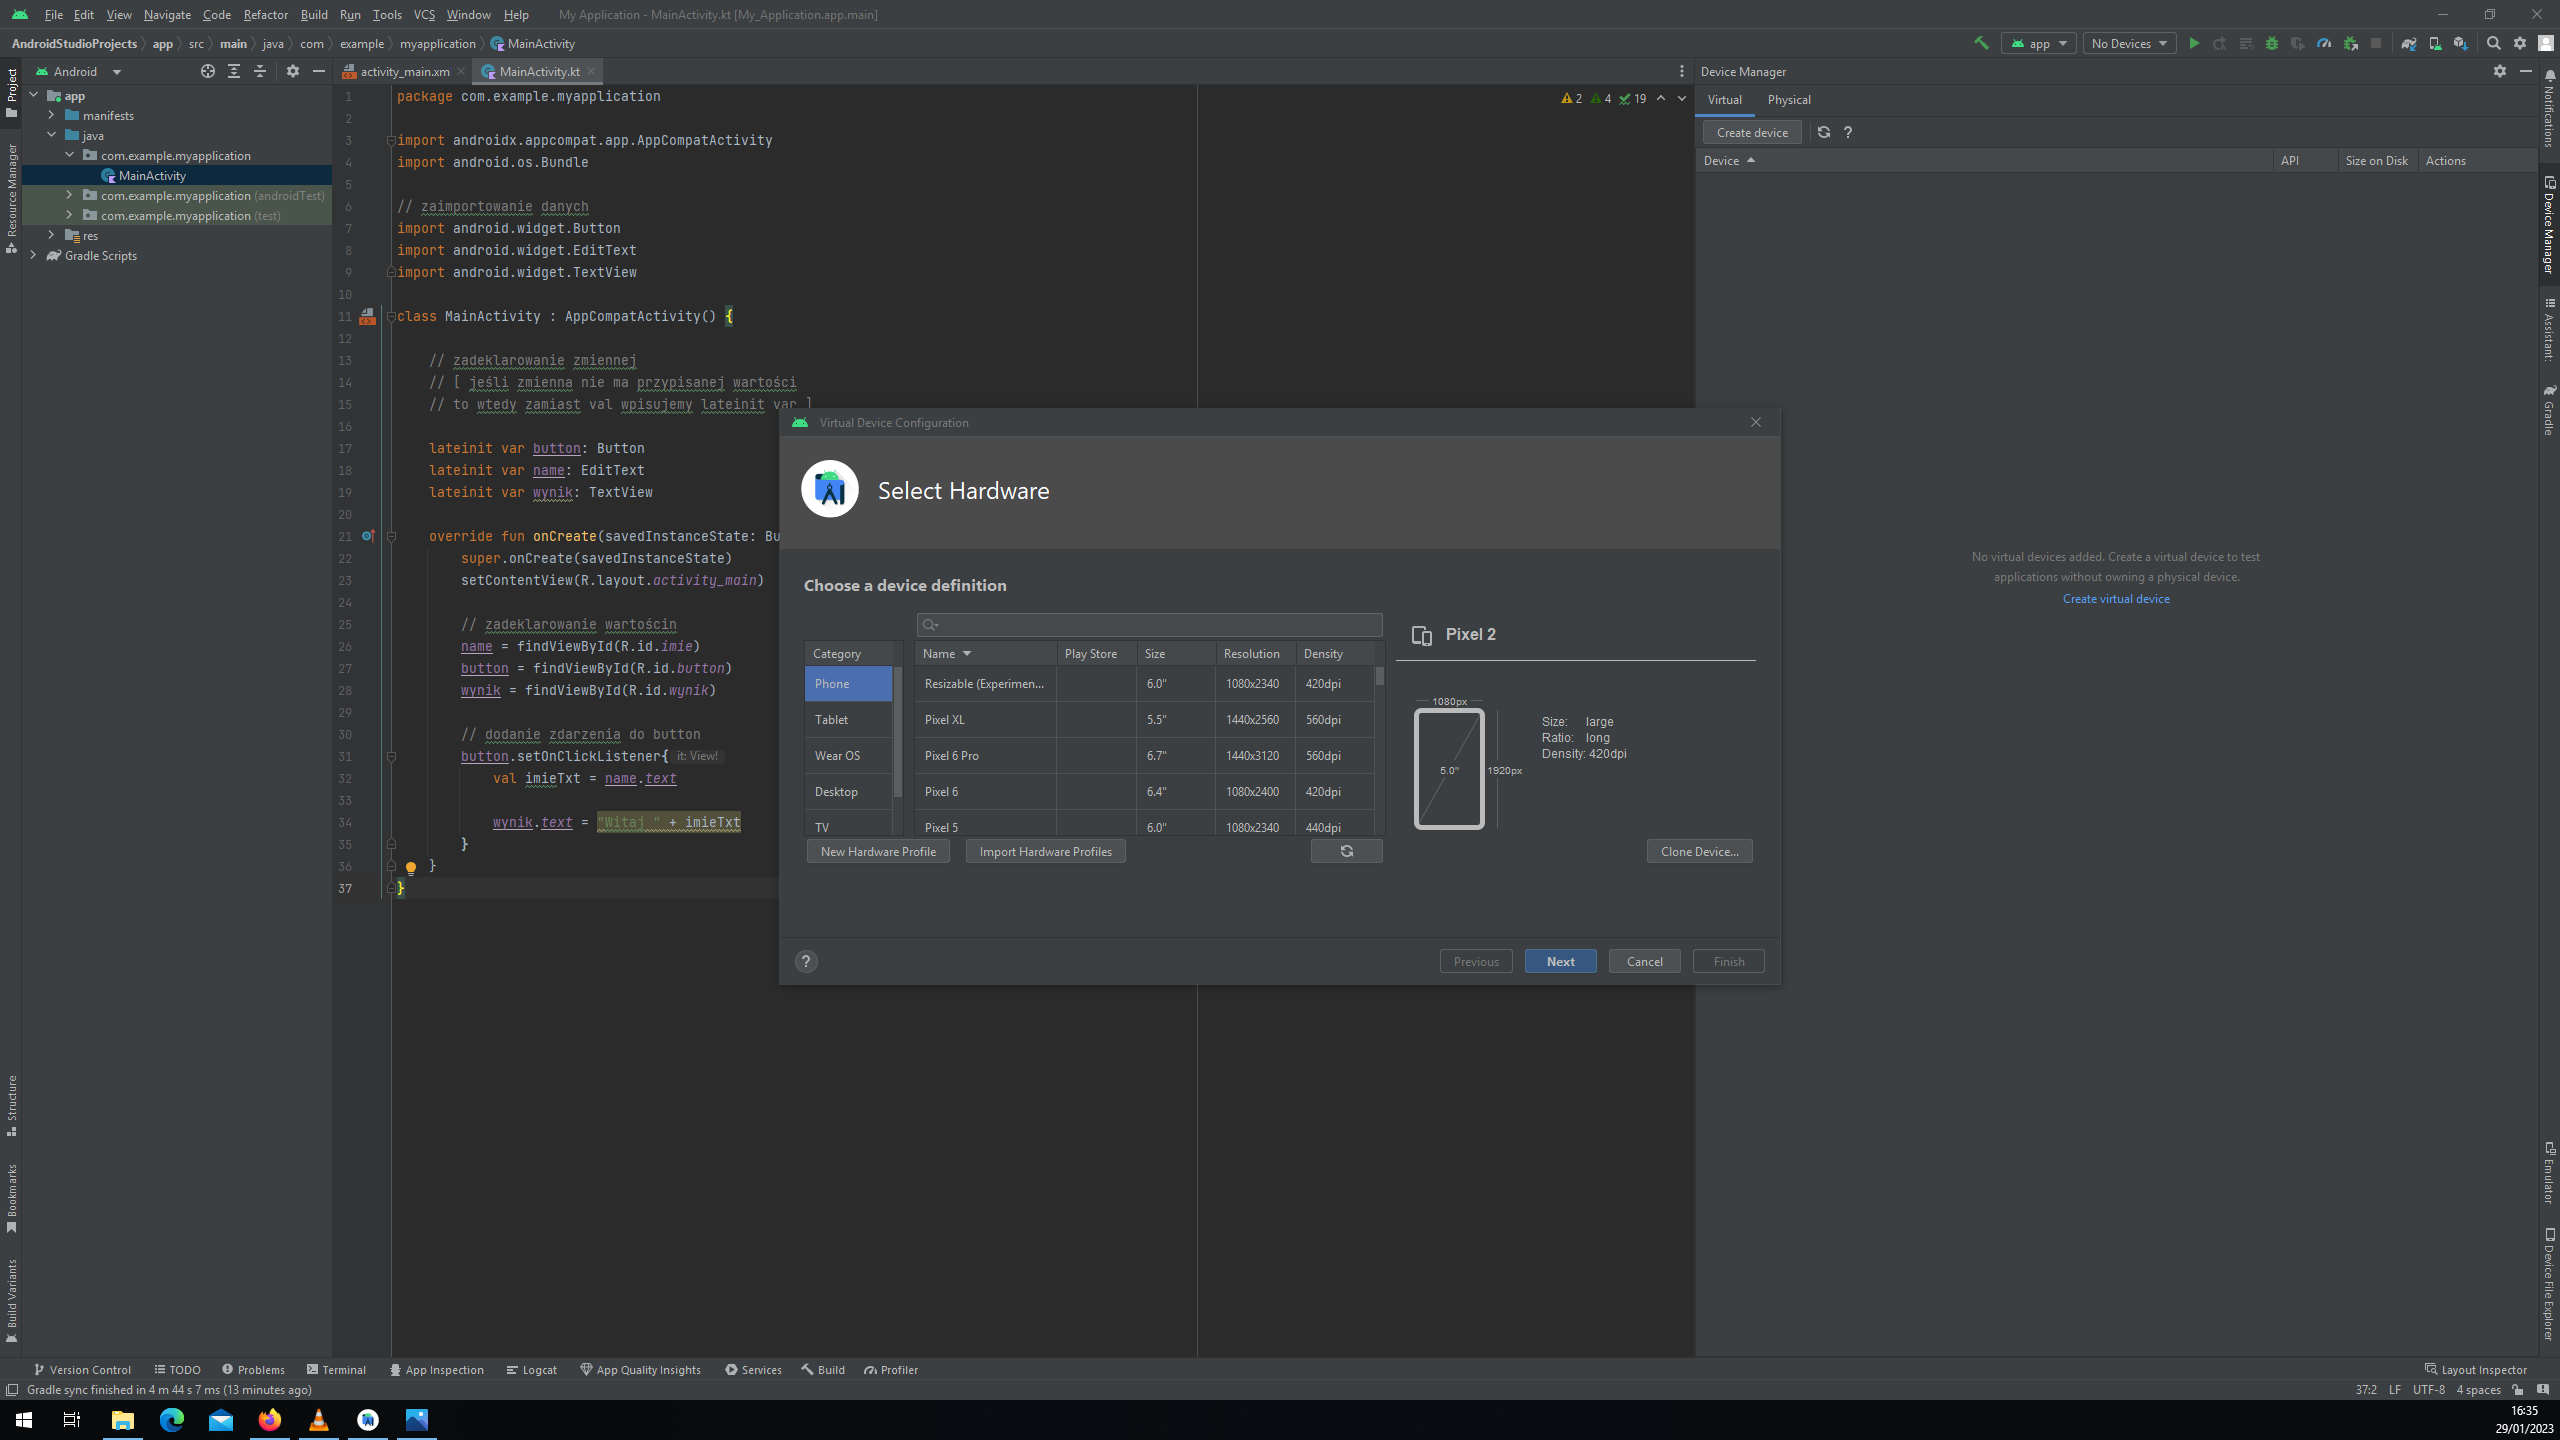 File Edit View Navigate Code Refactor Build Run Tools VCS Window Help My Application - MainActivity.kt [My_Application.app.main]
AndroidStudioProjects app src main java com example myapplication MainActivity app No Devices
Project
Resource Manager
Structure
Bookmarks
Build Variants
Android
app
manifests
java
com.example.myapplication
MainActivity
com.example.myapplication (androidTest)
com.example.myapplication (test)
res
Gradle Scripts
activity_main.xm MainActivity.kt
2 4 19
1 package com.example.myapplication
2
3 import androidx.appcompat.app.AppCompatActivity
4 import android.os.Bundle
5
6 // zaimportowanie danych
7 import android.widget.Button
8 import android.widget.EditText
9 import android.widget.TextView
10
11 class MainActivity : AppCompatActivity() {
12
13 // zadeklarowanie zmiennej
14 // [ jeśli zmienna nie ma przypisanej wartości
15 // to wtedy zamiast val wpisujemy lateinit var ]
16
17 lateinit var button: Button
18 lateinit var name: EditText
19 lateinit var wynik: TextView
20
21 override fun onCreate(savedInstanceState: Bu
22 super.onCreate(savedInstanceState)
23 setContentView(R.layout.activity_main)
24
25 // zadeklarowanie wartościn
26 name = findViewById(R.id.imie)
27 button = findViewById(R.id.button)
28 wynik = findViewById(R.id.wynik)
29
30 // dodanie zdarzenia do button
31 button.setOnClickListener{ it: View!
32 val imieTxt = name.text
33
34 wynik.text = "Witaj " + imieTxt
35 }
36 }
37 }
Virtual Device Configuration
Select Hardware
Choose a device definition
Category
Phone
Tablet
Wear OS
Desktop
TV
Name Play Store Size Resolution Density
Resizable (Experimen... 6.0" 1080x2340 420dpi
Pixel XL 5.5" 1440x2560 560dpi
Pixel 6 Pro 6.7" 1440x3120 560dpi
Pixel 6 6.4" 1080x2400 420dpi
Pixel 5 6.0" 1080x2340 440dpi
New Hardware Profile Import Hardware Profiles
Pixel 2
1080px
5.0"
1920px
Size: large
Ratio: long
Density: 420dpi
Clone Device...
? Previous Next Cancel Finish
Device Manager
Virtual Physical
Create device ?
Device API Size on Disk Actions
No virtual devices added. Create a virtual device to test
applications without owning a physical device.
Create virtual device
Notifications
Device Manager
Assistant:
Gradle
Emulator
Device File Explorer
Version Control TODO Problems Terminal App Inspection Logcat App Quality Insights Services Build Profiler Layout Inspector
Gradle sync finished in 4 m 44 s 7 ms (13 minutes ago) 37:2 LF UTF-8 4 spaces
16:35
29/01/2023